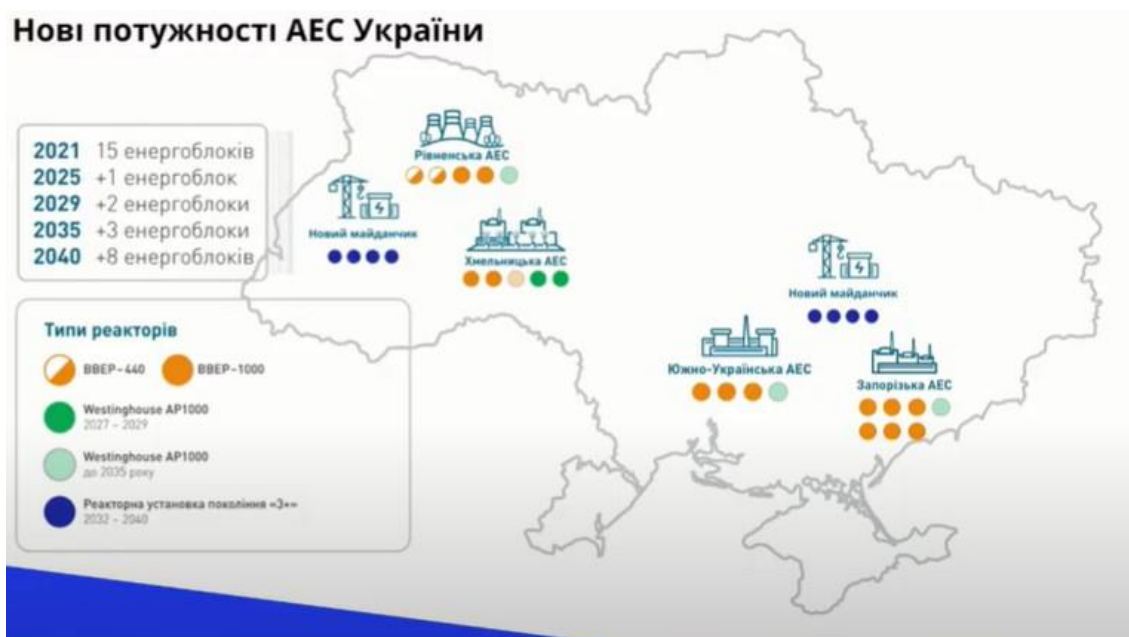 Нові потужності АЕС України
2021 15 енергоблоків
2025 +1 енергоблок
2029 +2 енергоблоки
2035 +3 енергоблоки
2040 +8 енергоблоків
Рівненська АЕС
Новий майданчик
Хмельницька АЕС
Новий майданчик
Южно-Українська АЕС
Запорізька АЕС
Типи реакторів
ВВЕР-440 ВВЕР-1000
Westinghouse AP1000
2027 - 2029
Westinghouse AP1000
до 2035 року
Реакторна установка покоління «3+»
2032 - 2040